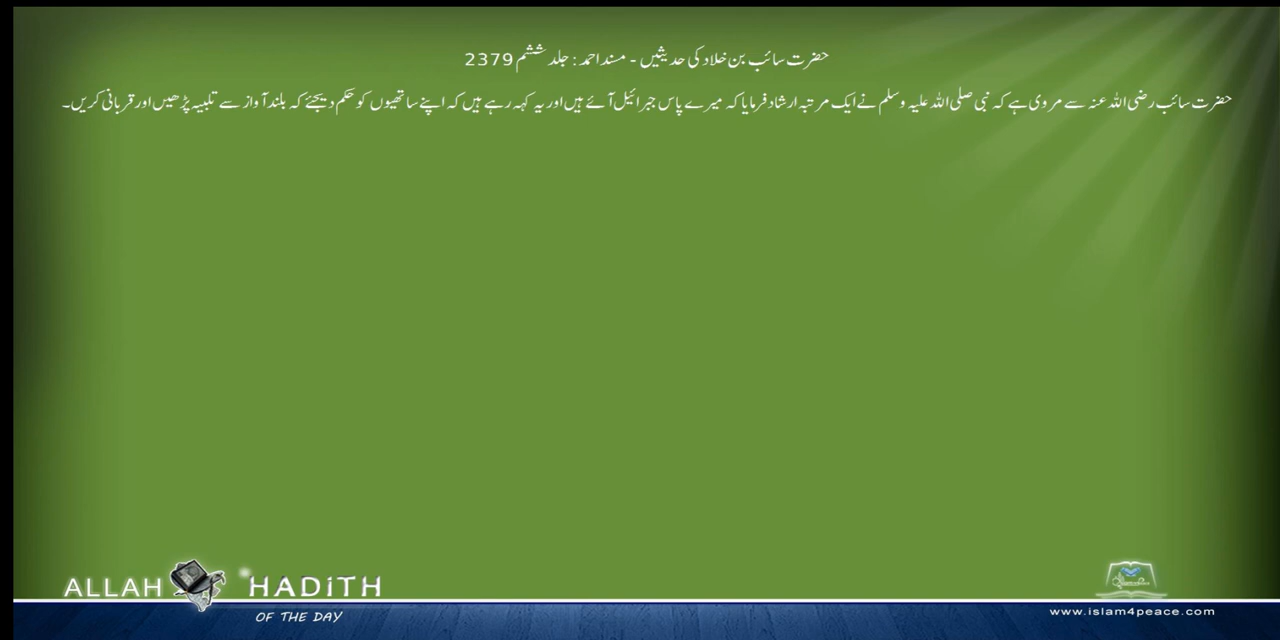 حضرت سائب بن خلاد کی حدیثیں - مسند احمد : جلد ششم 2379
حضرت سائب رضی اللہ عنہ سے مروی ہے کہ نبی صلی اللہ علیہ وسلم نے ایک مرتبہ ارشاد فرمایا کہ میرے پاس جبرائیل آئے ہیں اور یہ کہہ رہے ہیں کہ اپنے ساتھیوں کو حکم دیجئے کہ بلند آواز سے تلبیہ پڑھیں اور قربانی کریں۔
ALLAH HADITH
OF THE DAY
www.islam4peace.com